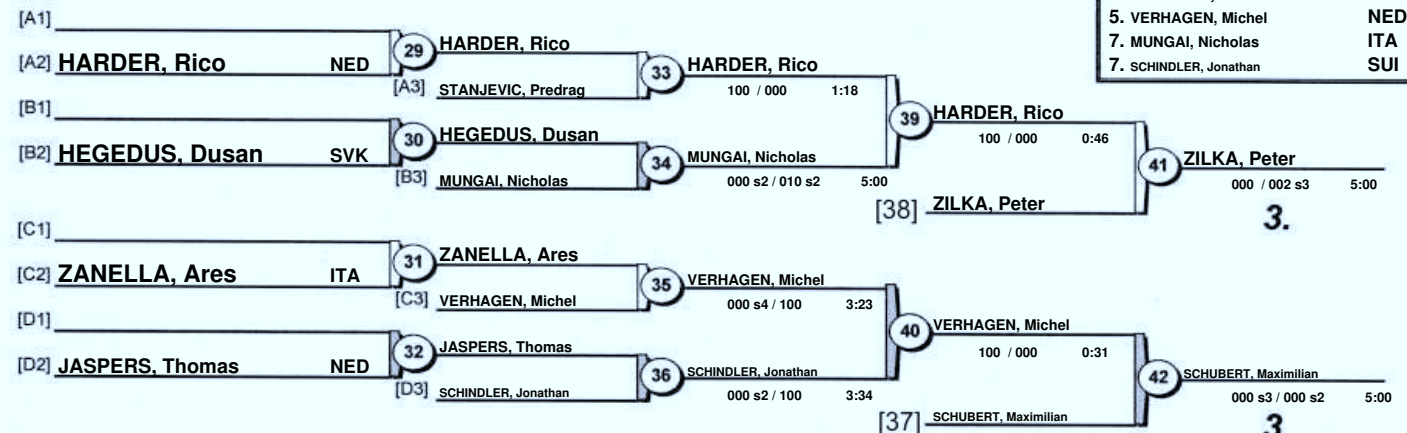 5. VERHAGEN, Michel NED
7. MUNGAI, Nicholas ITA
7. SCHINDLER, Jonathan SUI
[A1]
[A2] HARDER, Rico NED
29
HARDER, Rico
[A3] STANJEVIC, Predrag
33
HARDER, Rico
100 / 000 1:18
[B1]
[B2] HEGEDUS, Dusan SVK
30
HEGEDUS, Dusan
[B3] MUNGAI, Nicholas
34
MUNGAI, Nicholas
000 s2 / 010 s2 5:00
39
HARDER, Rico
100 / 000 0:46
[38] ZILKA, Peter
41
ZILKA, Peter
000 / 002 s3 5:00
3.
[C1]
[C2] ZANELLA, Ares ITA
31
ZANELLA, Ares
[C3] VERHAGEN, Michel
35
VERHAGEN, Michel
000 s4 / 100 3:23
[D1]
[D2] JASPERS, Thomas NED
32
JASPERS, Thomas
[D3] SCHINDLER, Jonathan
36
SCHINDLER, Jonathan
000 s2 / 100 3:34
40
VERHAGEN, Michel
100 / 000 0:31
[37] SCHUBERT, Maximilian
42
SCHUBERT, Maximilian
000 s3 / 000 s2 5:00
3